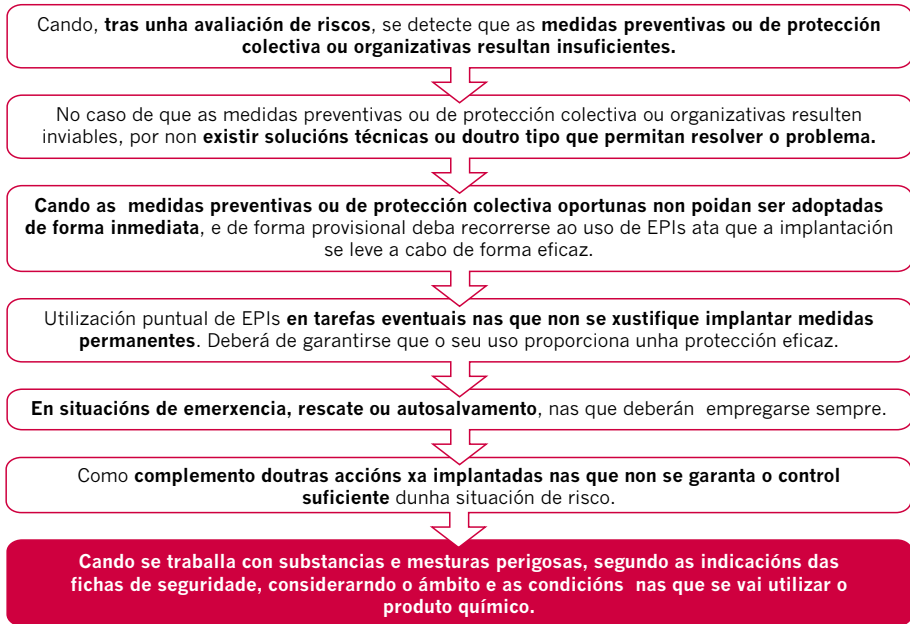 Cando, tras unha avaliación de riscos, se detecte que as medidas preventivas ou de protección
colectiva ou organizativas resultan insuficientes.
No caso de que as medidas preventivas ou de protección colectiva ou organizativas resulten
inviables, por non existir solucións técnicas ou doutro tipo que permitan resolver o problema.
Cando as medidas preventivas ou de protección colectiva oportunas non poidan ser adoptadas
de forma inmediata, e de forma provisional deba recorrerse ao uso de EPIs ata que a implantación
se leve a cabo de forma eficaz.
Utilización puntual de EPIs en tarefas eventuais nas que non se xustifique implantar medidas
permanentes. Deberá de garantirse que o seu uso proporciona unha protección eficaz.
En situacións de emerxencia, rescate ou autosalvamento, nas que deberán empregarse sempre.
Como complemento doutras accións xa implantadas nas que non se garanta o control
suficiente dunha situación de risco.
Cando se traballa con substancias e mesturas perigosas, segundo as indicacións das
fichas de seguridade, considerarndo o ámbito e as condicións nas que se vai utilizar o
produto químico.